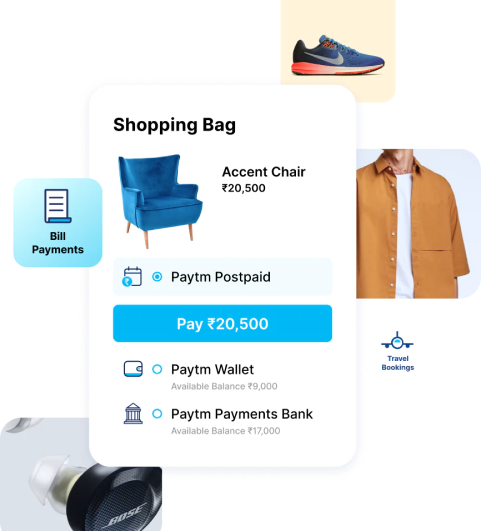 Shopping Bag
Accent Chair
₹20,500
Bill
Payments
Paytm Postpaid
Pay ₹20,500
Paytm Wallet
Available Balance ₹9,000
Paytm Payments Bank
Available Balance ₹17,000
Travel
Bookings
BOSE